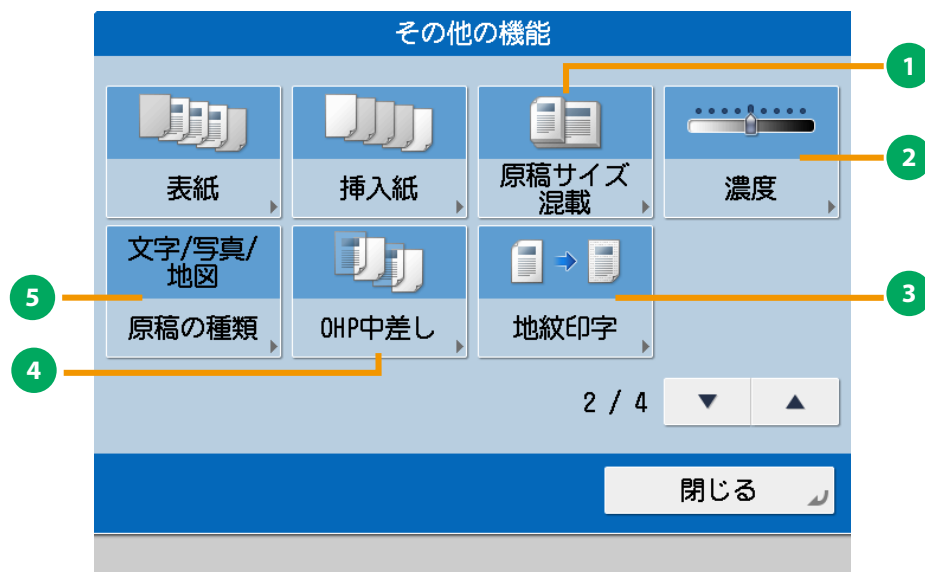 その他の機能
1
表紙
挿入紙
原稿サイズ
混載
濃度
2
文字/写真/
地図
原稿の種類
OHP中差し
地紋印字
3
5
4
2 / 4
閉じる